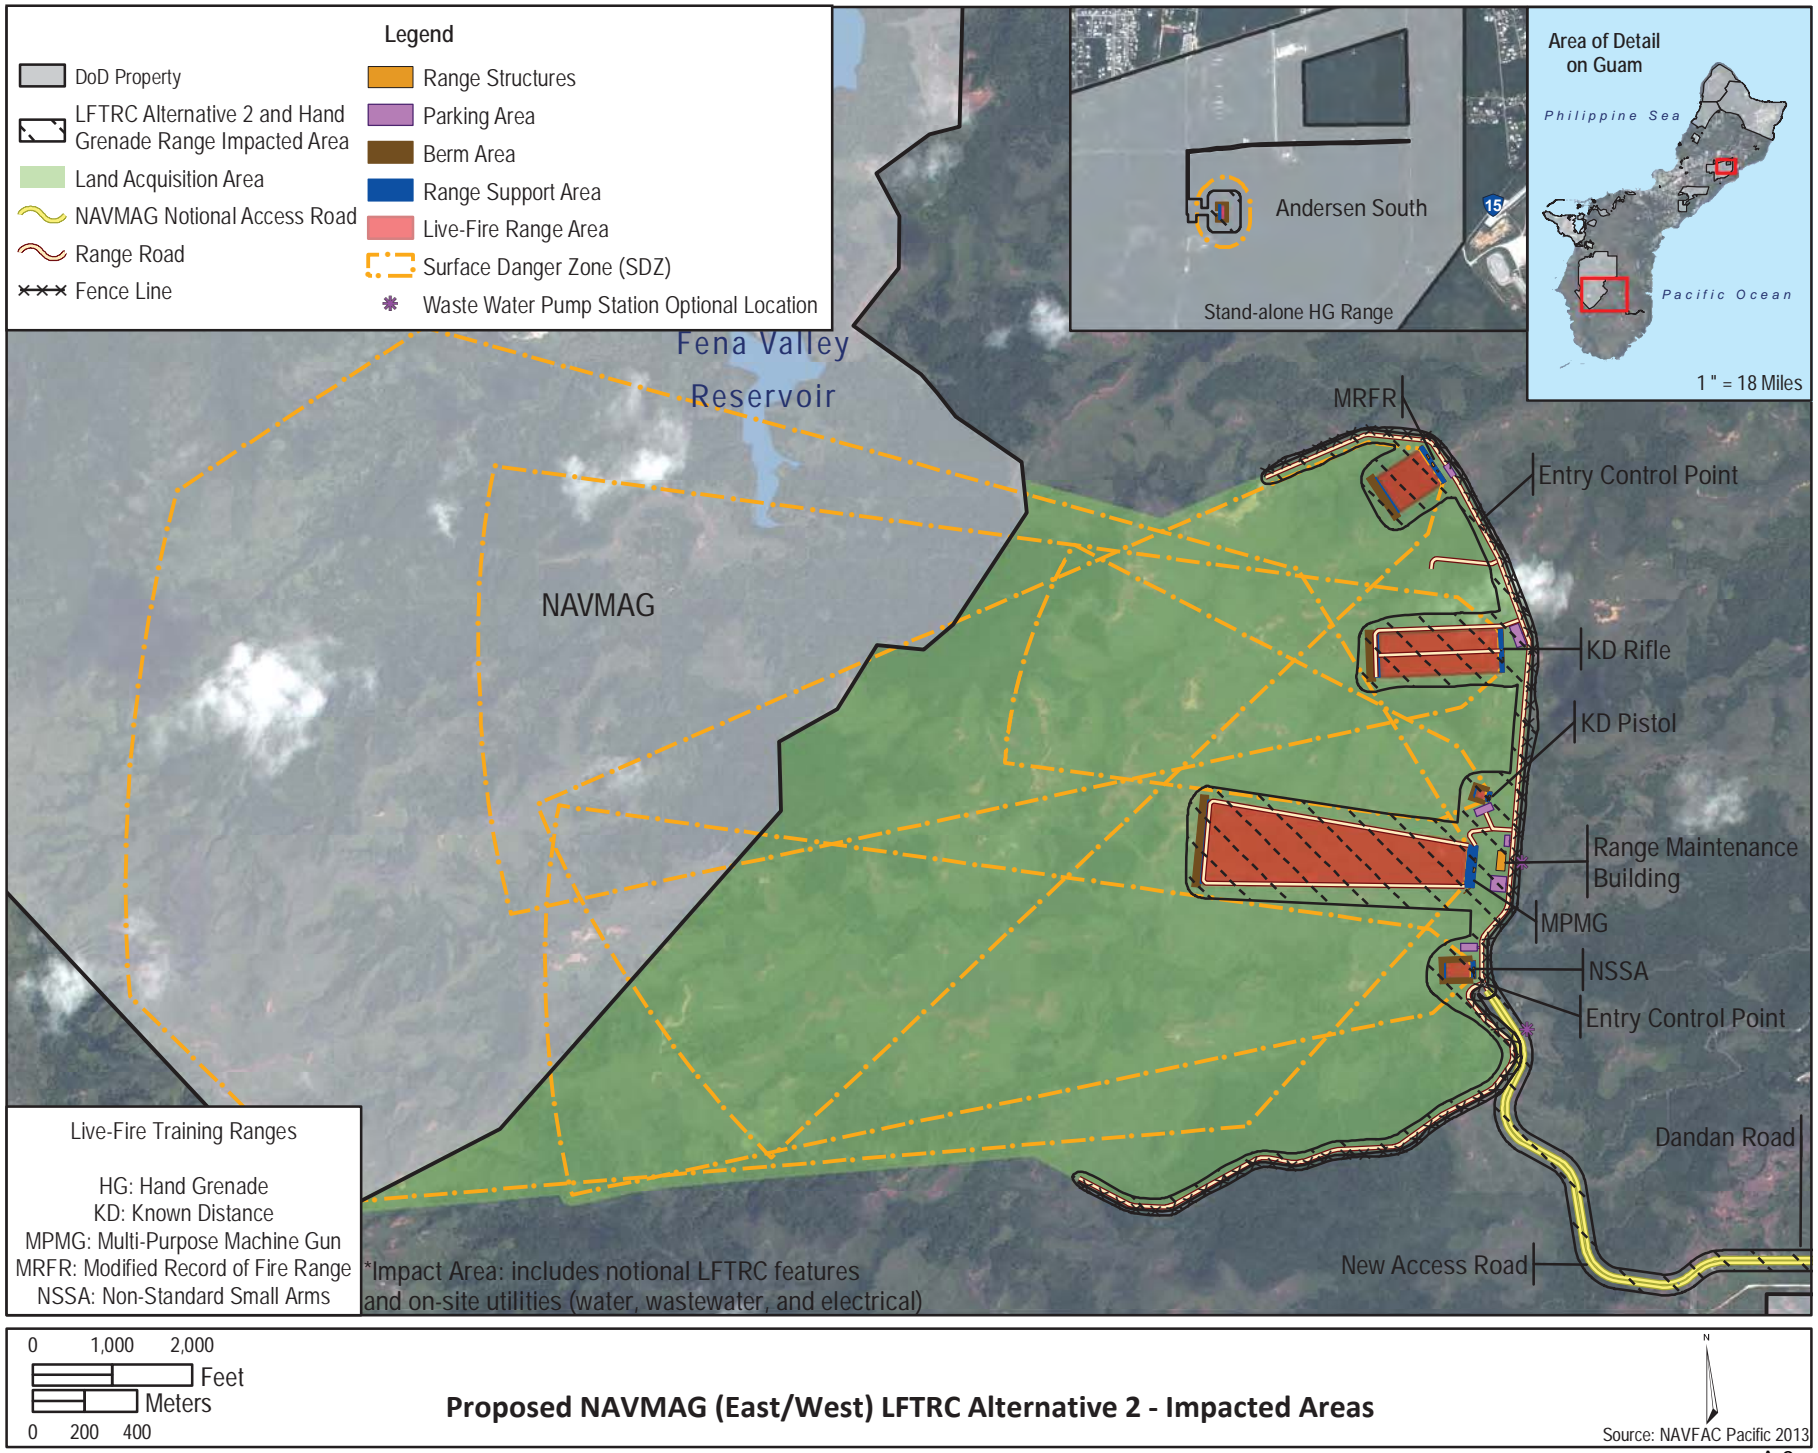 Legend
DoD Property
LFTRC Alternative 2 and Hand
Grenade Range Impacted Area
Land Acquisition Area
NAVMAG Notional Access Road
Range Road
Fence Line
Range Structures
Parking Area
Berm Area
Range Support Area
Live-Fire Range Area
Surface Danger Zone (SDZ)
Waste Water Pump Station Optional Location
Andersen South
15
Stand-alone HG Range
Area of Detail
on Guam
Philippine Sea
Pacific Ocean
1 " = 18 Miles
Fena Valley
Reservoir
NAVMAG
MRFR
Entry Control Point
KD Rifle
KD Pistol
Range Maintenance
Building
MPMG
NSSA
Entry Control Point
Dandan Road
New Access Road
Live-Fire Training Ranges
HG: Hand Grenade
KD: Known Distance
MPMG: Multi-Purpose Machine Gun
MRFR: Modified Record of Fire Range
NSSA: Non-Standard Small Arms
*Impact Area: includes notional LFTRC features
and on-site utilities (water, wastewater, and electrical)
0 1,000 2,000
Feet
Meters
0 200 400
Proposed NAVMAG (East/West) LFTRC Alternative 2 - Impacted Areas
N
Source: NAVFAC Pacific 2013